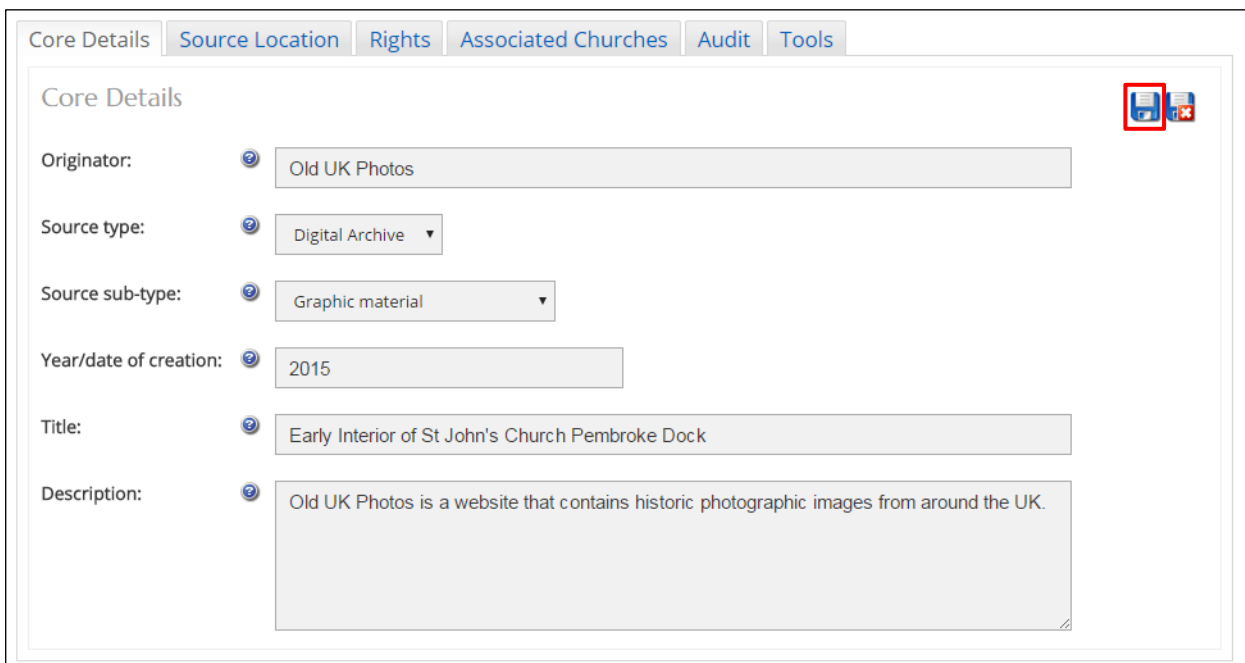 Core Details Source Location Rights Associated Churches Audit Tools
Core Details
Originator: Old UK Photos
Source type: Digital Archive
Source sub-type: Graphic material
Year/date of creation: 2015
Title: Early Interior of St John's Church Pembroke Dock
Description: Old UK Photos is a website that contains historic photographic images from around the UK.